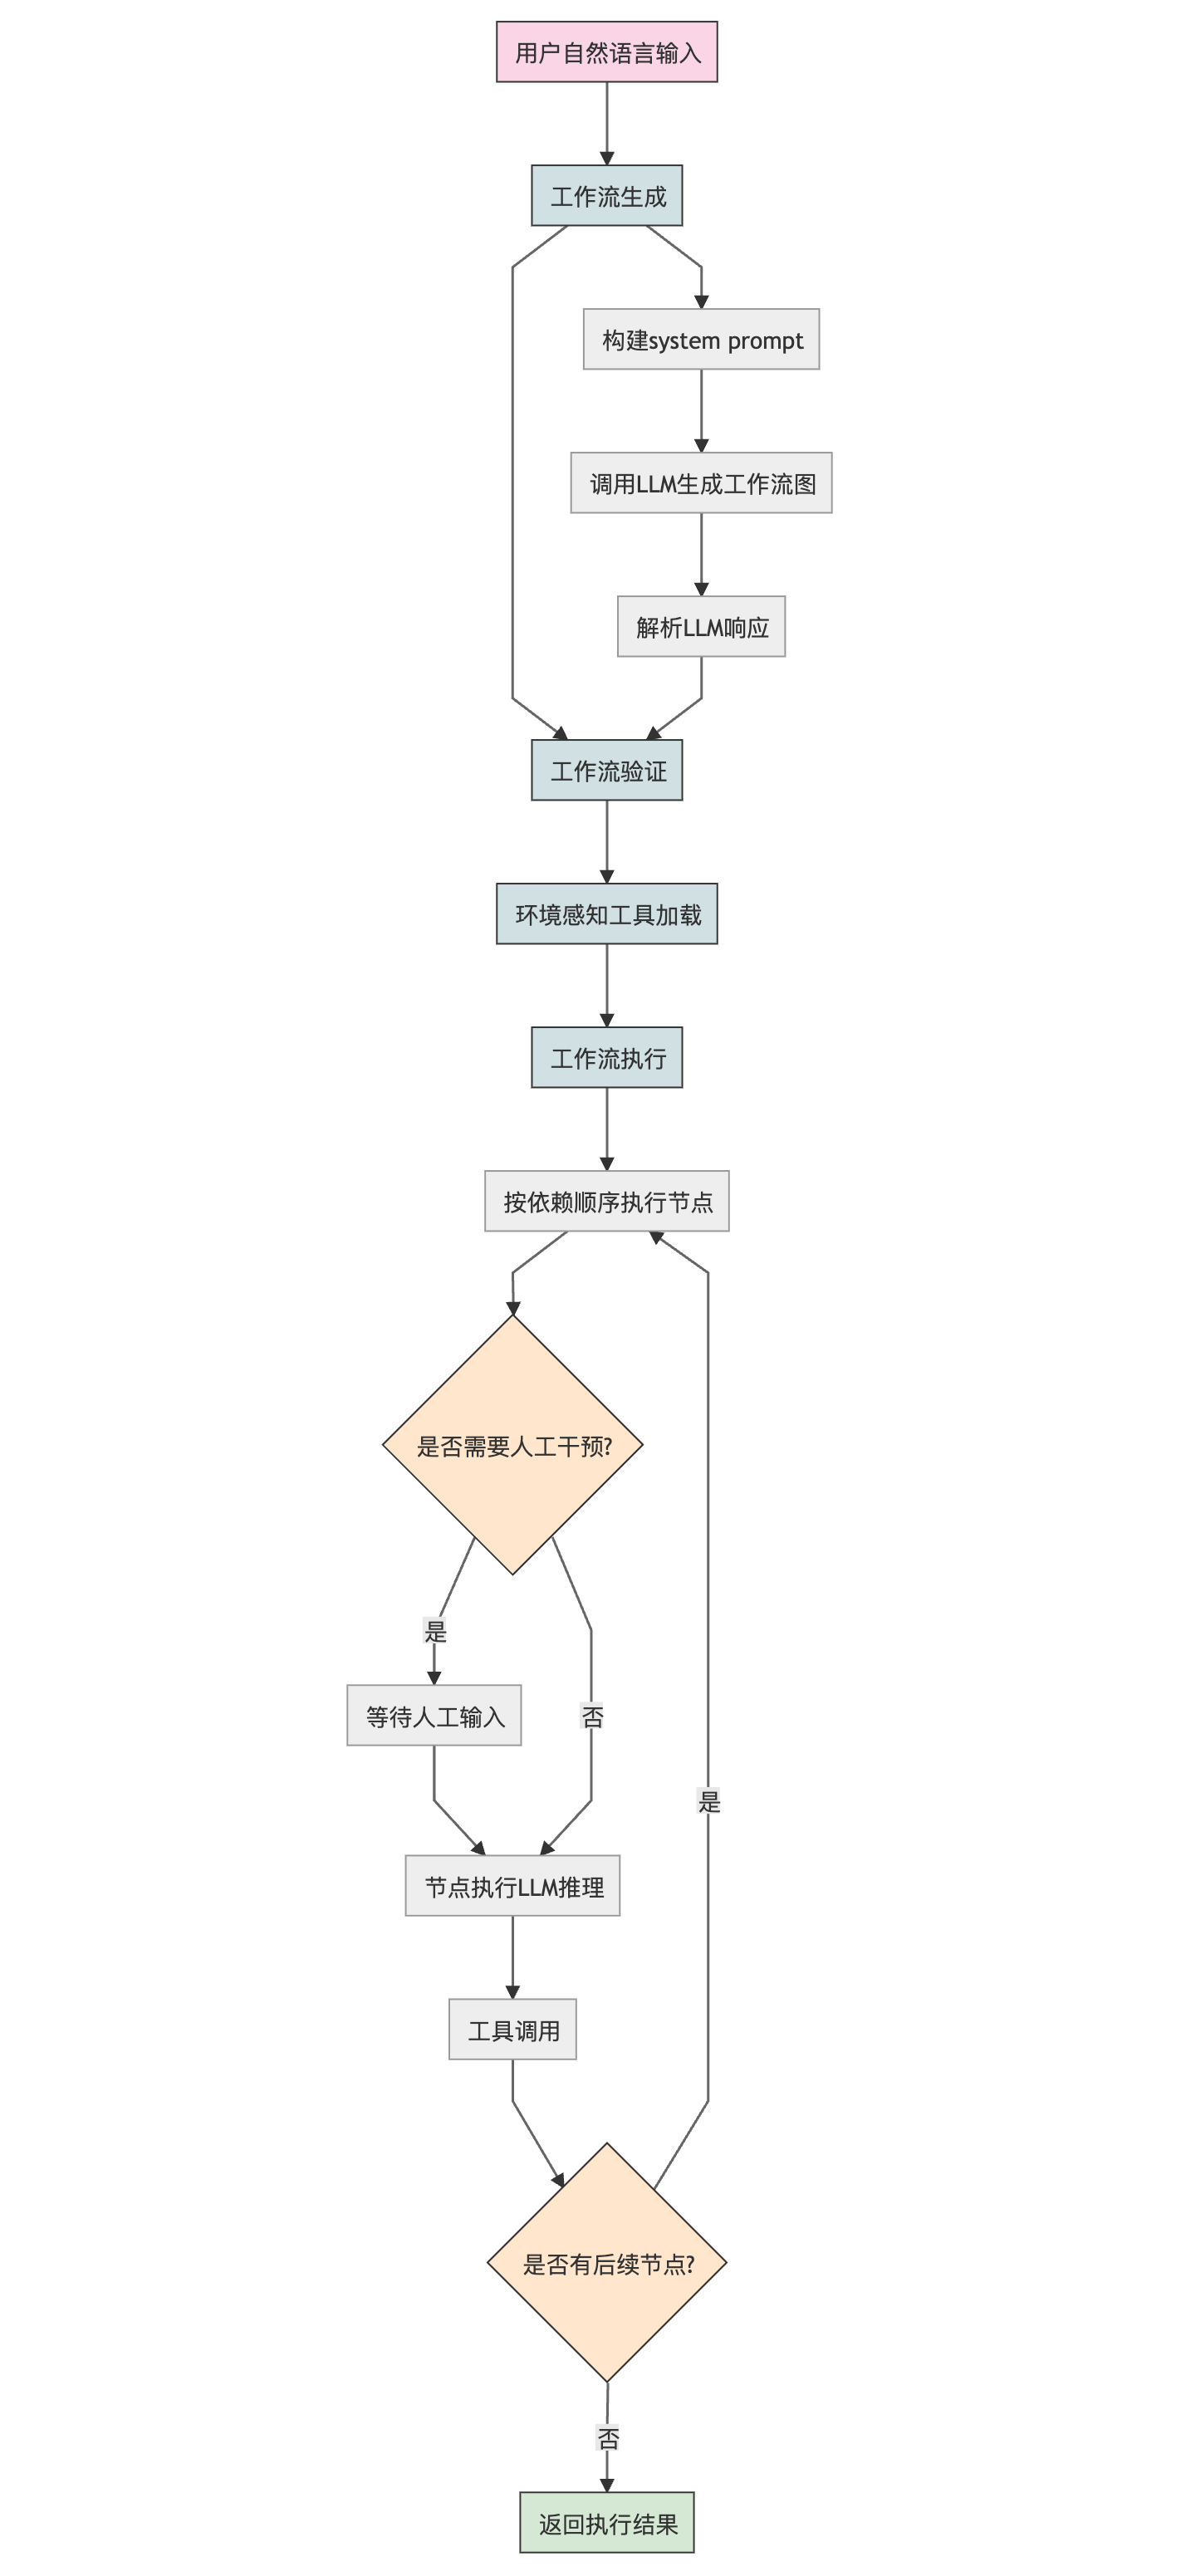 用户自然语言输入
工作流生成
构建system prompt
调用LLM生成工作流图
解析LLM响应
工作流验证
环境感知工具加载
工作流执行
按依赖顺序执行节点
是否需要人工干预?
是
等待人工输入
否
是
节点执行LLM推理
工具调用
是否有后续节点?
否
返回执行结果